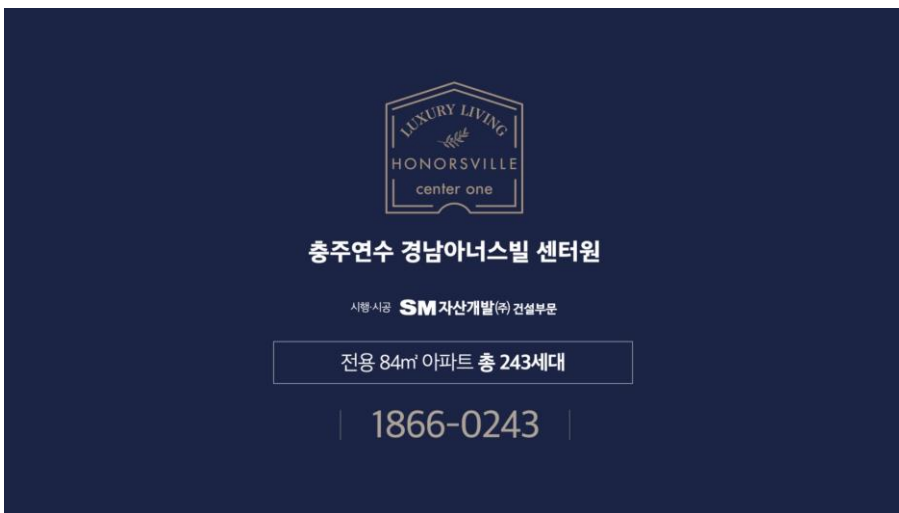 LUXURY LIVING
HONORSVILLE
center one
충주연수 경남아너스빌 센터원
시행·시공 SM자산개발(주) 건설부문
전용 84㎡ 아파트 총 243세대
1866-0243